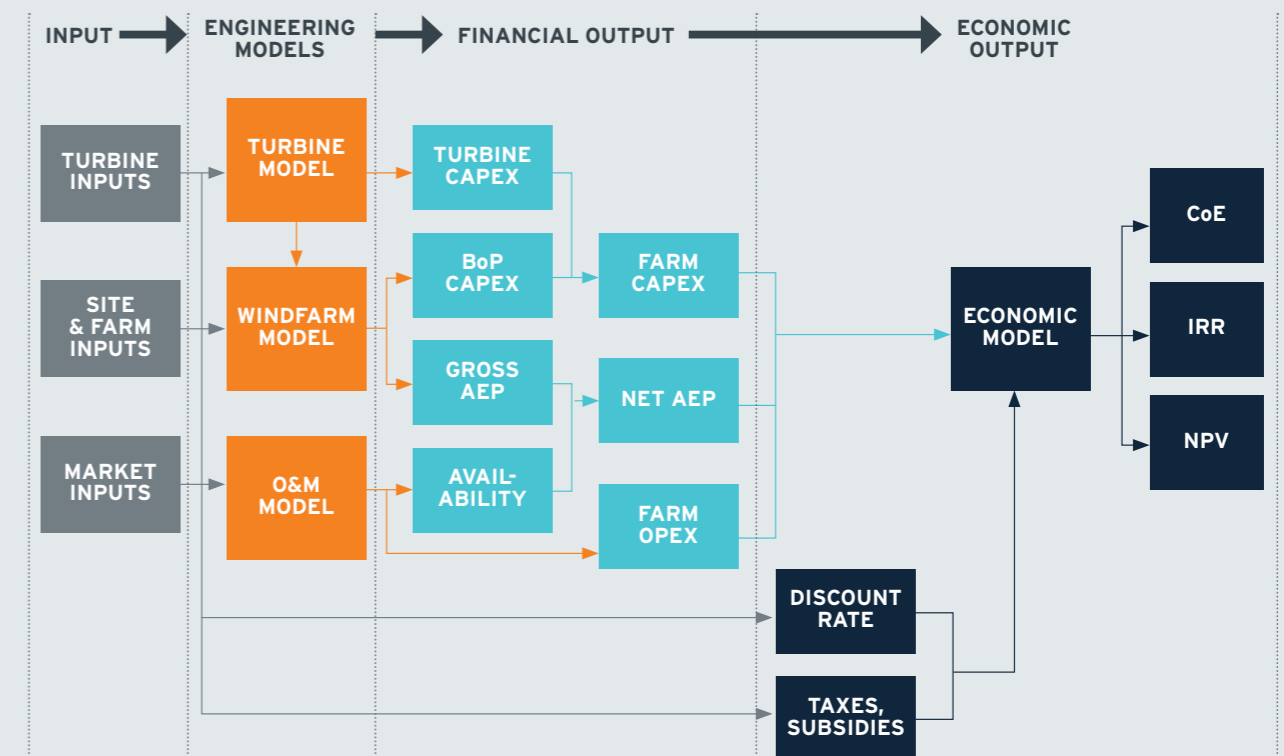 INPUT
ENGINEERING
MODELS
FINANCIAL OUTPUT
ECONOMIC
OUTPUT
TURBINE
INPUTS
SITE
& FARM
INPUTS
MARKET
INPUTS
TURBINE
MODEL
WINDFARM
MODEL
O&M
MODEL
TURBINE
CAPEX
BoP
CAPEX
GROSS
AEP
AVAIL-
ABILITY
FARM
CAPEX
NET AEP
FARM
OPEX
DISCOUNT
RATE
TAXES,
SUBSIDIES
ECONOMIC
MODEL
CoE
IRR
NPV